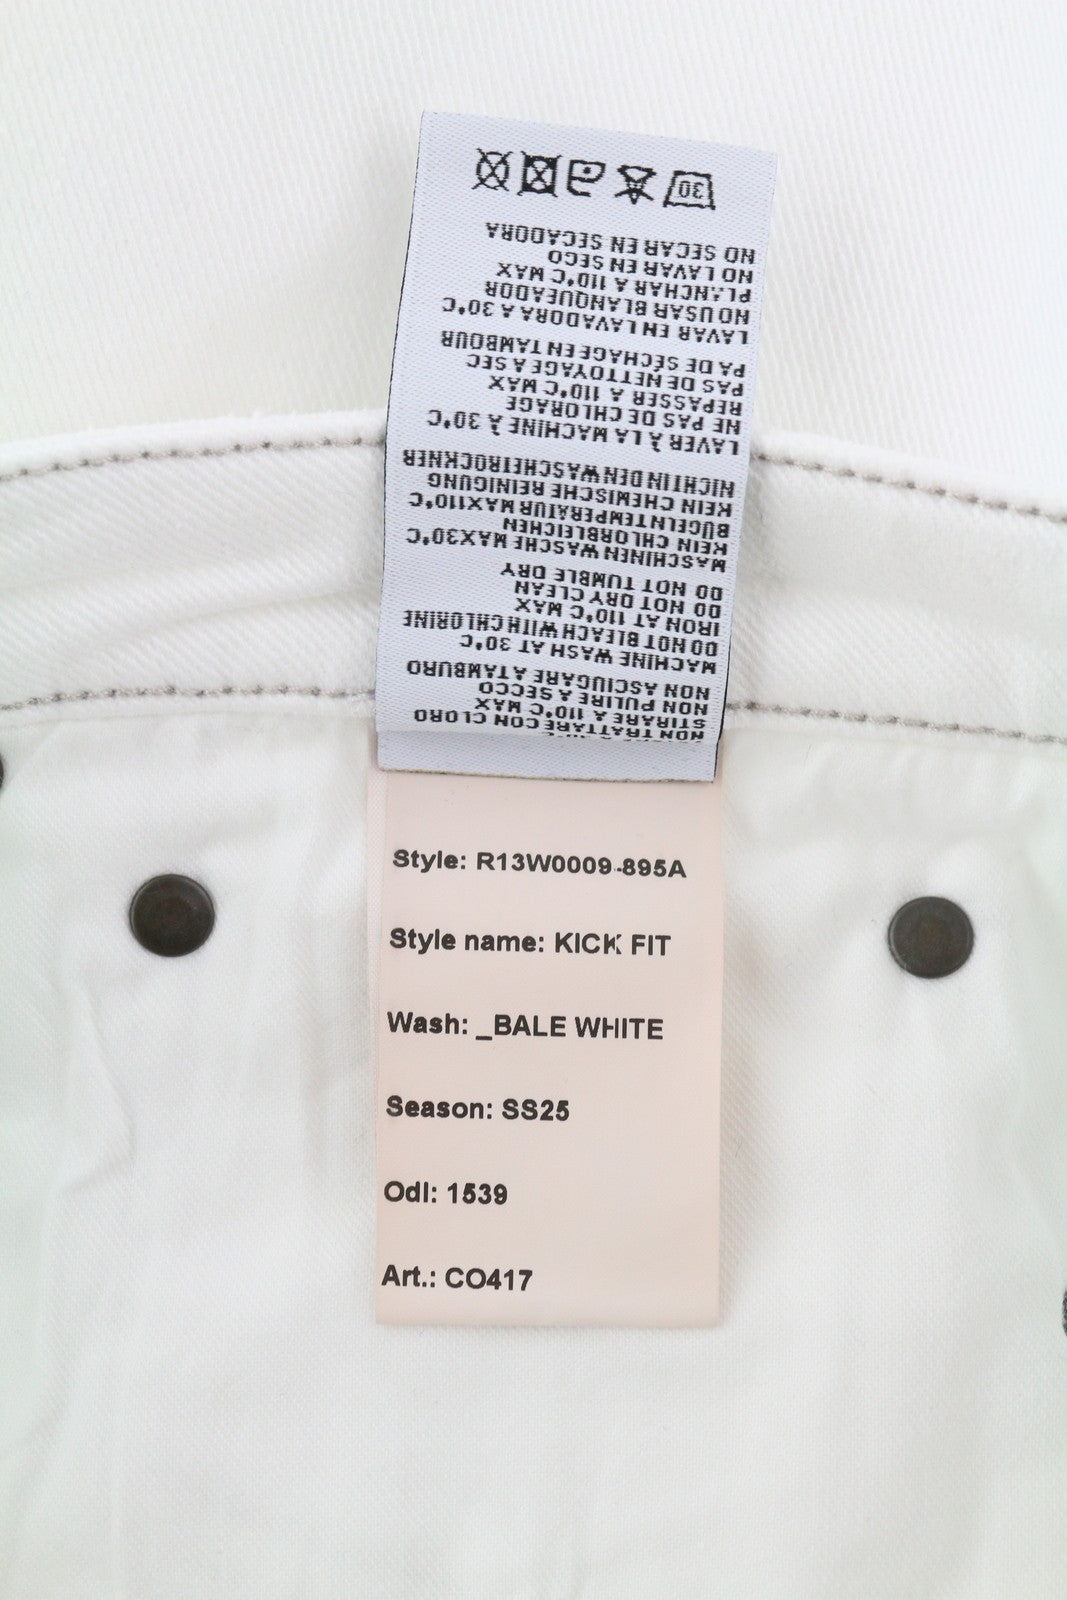 30
NO SECAR EN SECADORA
NO LAVAR EN SECO
PLANCHAR A 110°C MAX
NO USAR BLANQUEADOR
LAVAR EN LAVADORA A 30°C
PA DE SÉCHAGE EN TAMBOUR
PAS DE NETTOYAGE A SEC
REPASSER A 110°C MAX
NE PAS DE CHLORAGE
LAVER À LA MACHINE À 30°C
NICHT IN DEN WASCHETROCKNER
KEIN CHEMISCHE REINIGUNG
BUGELN TEMPERATUR MAX110°C
KEIN CHLORBLEICHEN
MASCHINEN WASCHE MAX30°C
DO NOT TUMBLE DRY
DO NOT DRY CLEAN
IRON AT 110°C MAX
DO NOT BLEACH WITH CHLORINE
MACHINE WASH AT 30°C
NON ASCIUGARE A TAMBURO
NON PULIRE A SECCO
STIRARE A 110°C MAX
NON TRATTARE CON CLORO
Style: R13W0009-895A
Style name: KICK FIT
Wash: _BALE WHITE
Season: SS25
Odl: 1539
Art.: CO417